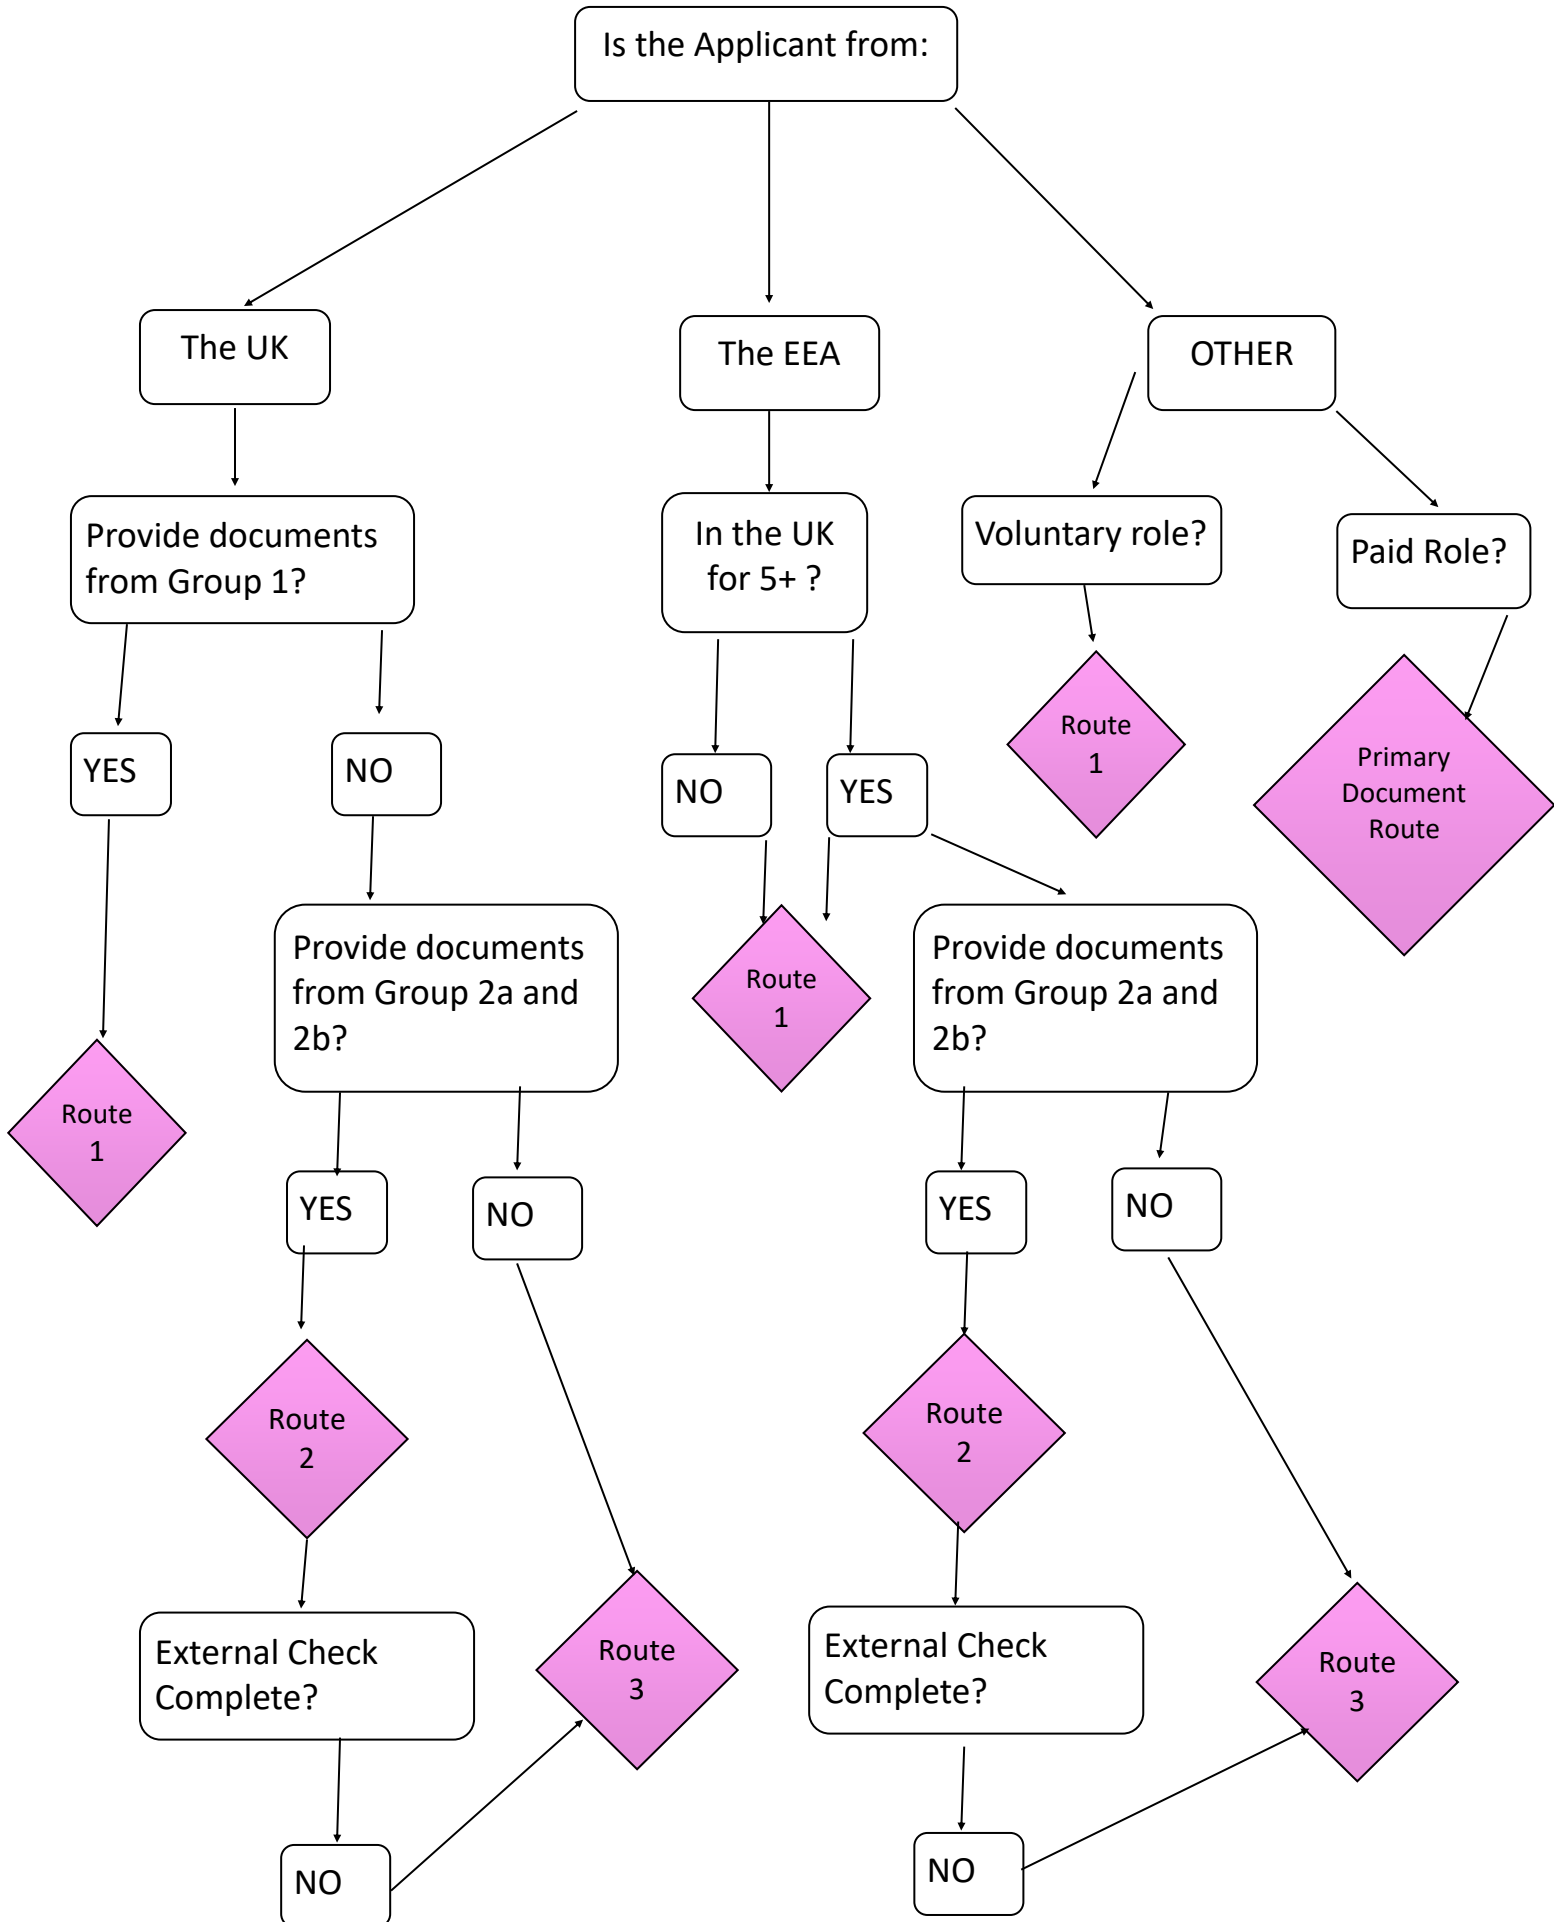 Is the Applicant from:
The UK
The EEA
OTHER
Provide documents
from Group 1?
In the UK
for 5+ ?
Voluntary role?
Paid Role?
YES
NO
NO
YES
Route
1
Primary
Document
Route
Provide documents
from Group 2a and
2b?
Route
1
Provide documents
from Group 2a and
2b?
Route
1
YES
NO
YES
NO
Route
2
Route
2
External Check
Complete?
Route
3
External Check
Complete?
Route
3
NO
NO